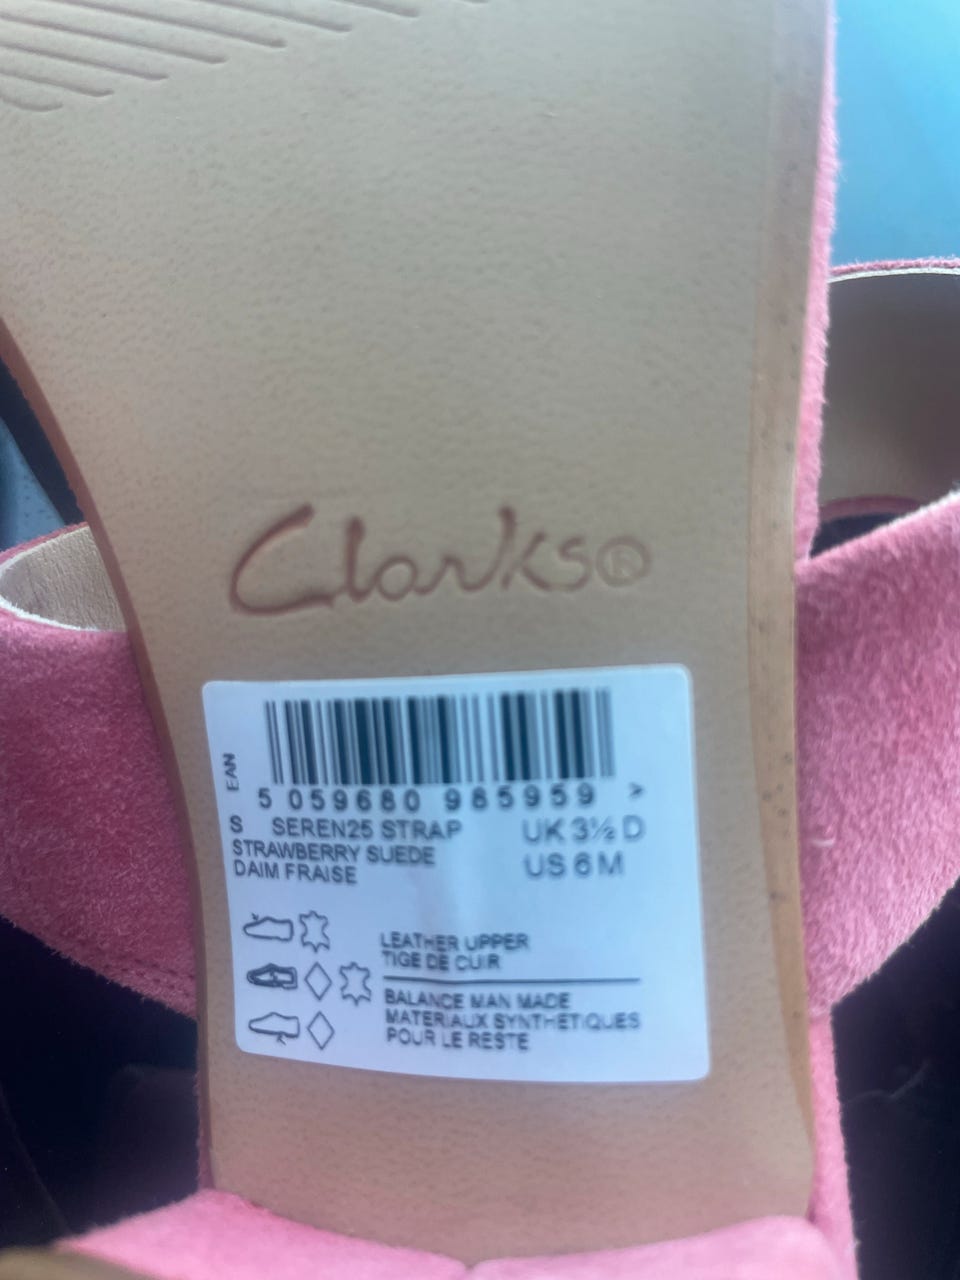 Clarks®
EAN
5 059680 985959 >
S SEREN25 STRAP UK 3½ D
STRAWBERRY SUEDE US 6 M
DAIM FRAISE
LEATHER UPPER
TIGE DE CUIR
BALANCE MAN MADE
MATERIAUX SYNTHETIQUES
POUR LE RESTE